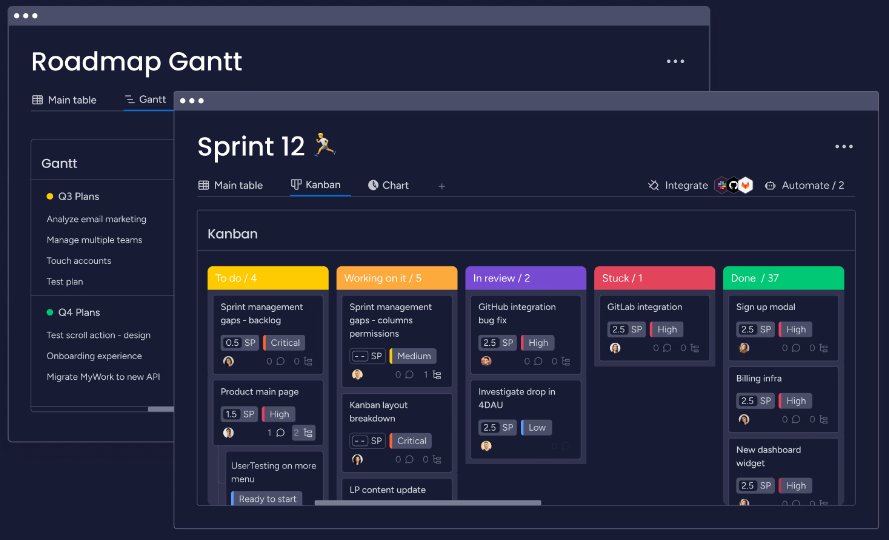 Roadmap Gantt
Main table
Gantt
Gantt
Q3 Plans
Analyze email marketing
Manage multiple teams
Touch accounts
Test plan
Q4 Plans
Test scroll action - design
Onboarding experience
Migrate MyWork to new API
Sprint 12
Main table
Kanban
Chart
+
Integrate
Automate / 2
Kanban
To do / 4
Sprint management
gaps - backlog
0.5 SP
Critical
0
0
Product main page
1.5 SP
High
1
2
UserTesting on more
menu
Ready to start
Working on it / 5
Sprint management
gaps - columns
permissions
-- SP
Medium
0
1
Kanban layout
breakdown
-- SP
Critical
0
0
LP content update
In review / 2
GitHub integration
bug fix
2.5 SP
High
0
0
Investigate drop in
4DAU
2.5 SP
Low
Stuck / 1
GitLab integration
2.5 SP
High
0
0
Done / 37
Sign up modal
2.5 SP
High
0
0
Billing infra
2.5 SP
High
0
0
New dashboard
widget
2.5 SP
High
0
0